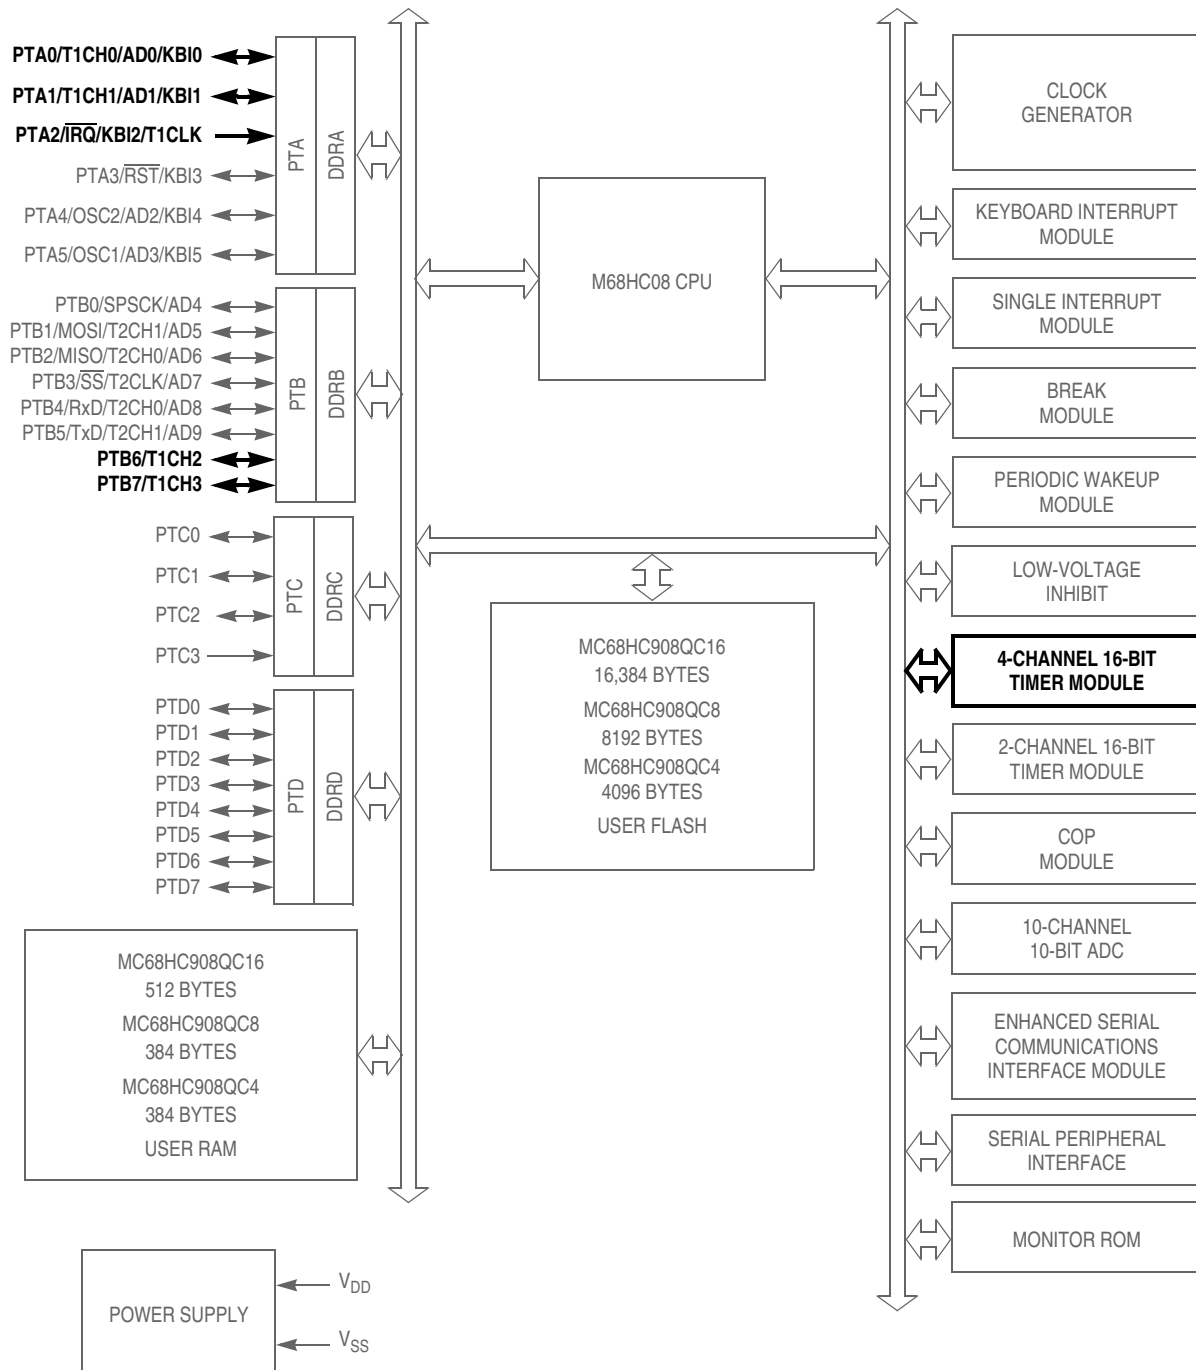 PTA0/T1CH0/AD0/KBI0
PTA1/T1CH1/AD1/KBI1
PTA2/I̅R̅Q̅/KBI2/T1CLK
PTA3/R̅S̅T̅/KBI3
PTA4/OSC2/AD2/KBI4
PTA5/OSC1/AD3/KBI5
PTA
DDRA
PTB0/SPSCK/AD4
PTB1/MOSI/T2CH1/AD5
PTB2/MISO/T2CH0/AD6
PTB3/S̅S̅/T2CLK/AD7
PTB4/RxD/T2CH0/AD8
PTB5/TxD/T2CH1/AD9
PTB6/T1CH2
PTB7/T1CH3
PTB
DDRB
PTC0
PTC1
PTC2
PTC3
PTC
DDRC
PTD0
PTD1
PTD2
PTD3
PTD4
PTD5
PTD6
PTD7
PTD
DDRD
MC68HC908QC16
512 BYTES
MC68HC908QC8
384 BYTES
MC68HC908QC4
384 BYTES
USER RAM
POWER SUPPLY
VDD
VSS
M68HC08 CPU
MC68HC908QC16
16,384 BYTES
MC68HC908QC8
8192 BYTES
MC68HC908QC4
4096 BYTES
USER FLASH
CLOCK
GENERATOR
KEYBOARD INTERRUPT
MODULE
SINGLE INTERRUPT
MODULE
BREAK
MODULE
PERIODIC WAKEUP
MODULE
LOW-VOLTAGE
INHIBIT
4-CHANNEL 16-BIT
TIMER MODULE
2-CHANNEL 16-BIT
TIMER MODULE
COP
MODULE
10-CHANNEL
10-BIT ADC
ENHANCED SERIAL
COMMUNICATIONS
INTERFACE MODULE
SERIAL PERIPHERAL
INTERFACE
MONITOR ROM